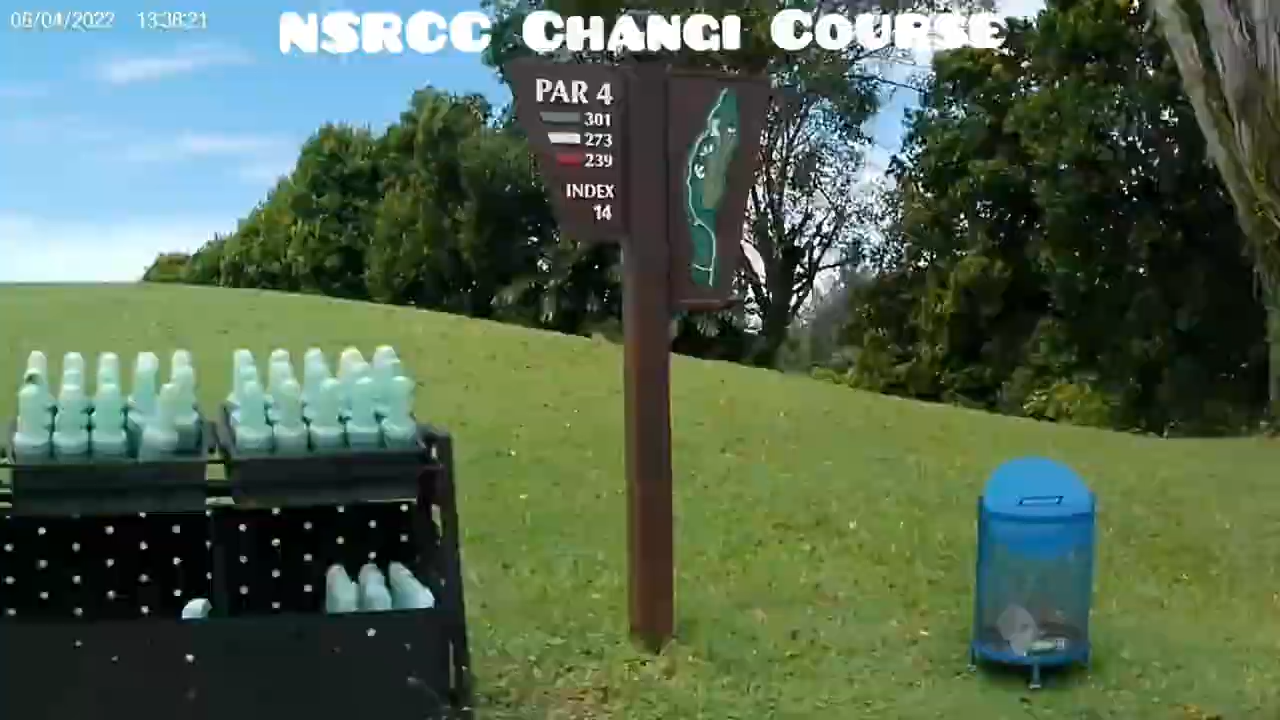 06/04/2022 13:38:21
NSRCC CHANGI COURSE
PAR 4
301
273
239
INDEX
14